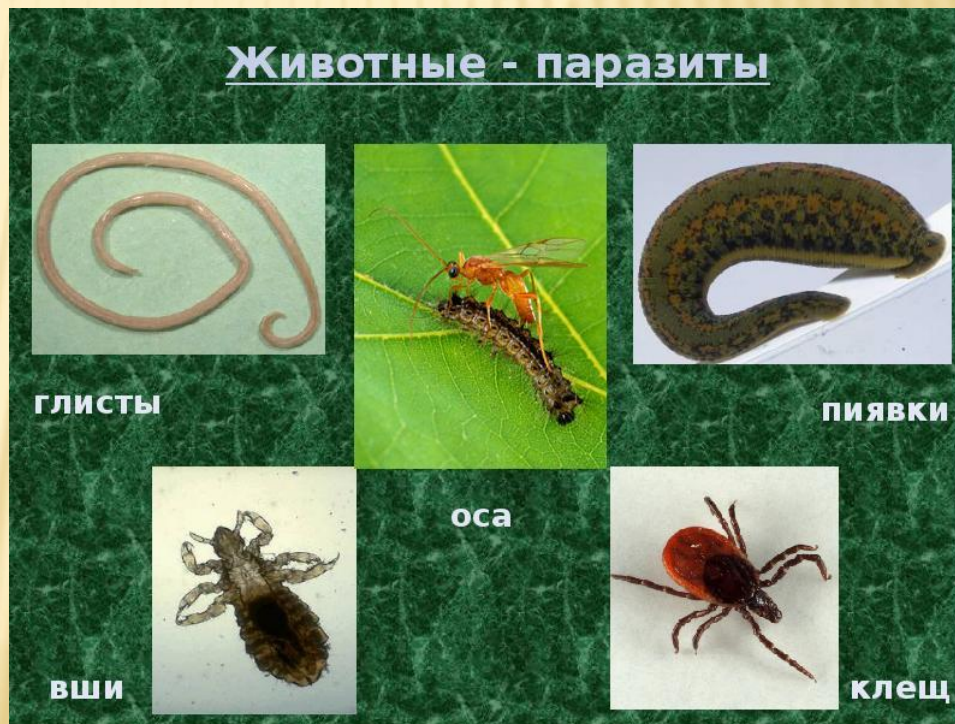 Животные - паразиты
глисты
пиявки
оса
вши
клещ